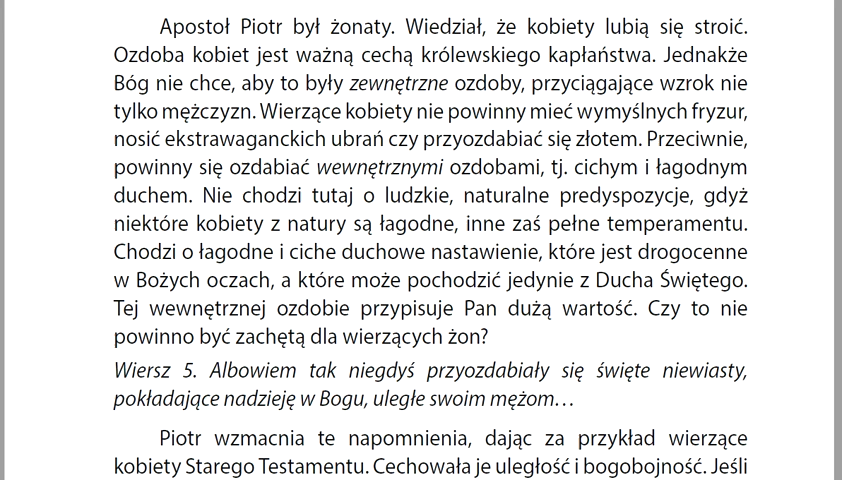 Apostoł Piotr był żonaty. Wiedział, że kobiety lubią się stroić.
Ozdoba kobiet jest ważną cechą królewskiego kapłaństwa. Jednakże
Bóg nie chce, aby to były zewnętrzne ozdoby, przyciągające wzrok nie
tylko mężczyzn. Wierzące kobiety nie powinny mieć wymyślnych fryzur,
nosić ekstrawaganckich ubrań czy przyozdabiać się złotem. Przeciwnie,
powinny się ozdabiać wewnętrznymi ozdobami, tj. cichym i łagodnym
duchem. Nie chodzi tutaj o ludzkie, naturalne predyspozycje, gdyż
niektóre kobiety z natury są łagodne, inne zaś pełne temperamentu.
Chodzi o łagodne i ciche duchowe nastawienie, które jest drogocenne
w Bożych oczach, a które może pochodzić jedynie z Ducha Świętego.
Tej wewnętrznej ozdobie przypisuje Pan dużą wartość. Czy to nie
powinno być zachętą dla wierzących żon?
Wiersz 5. Albowiem tak niegdyś przyozdabiały się święte niewiasty,
pokładające nadzieję w Bogu, uległe swoim mężom…
Piotr wzmacnia te napomnienia, dając za przykład wierzące
kobiety Starego Testamentu. Cechowała je uległość i bogobojność. Jeśli